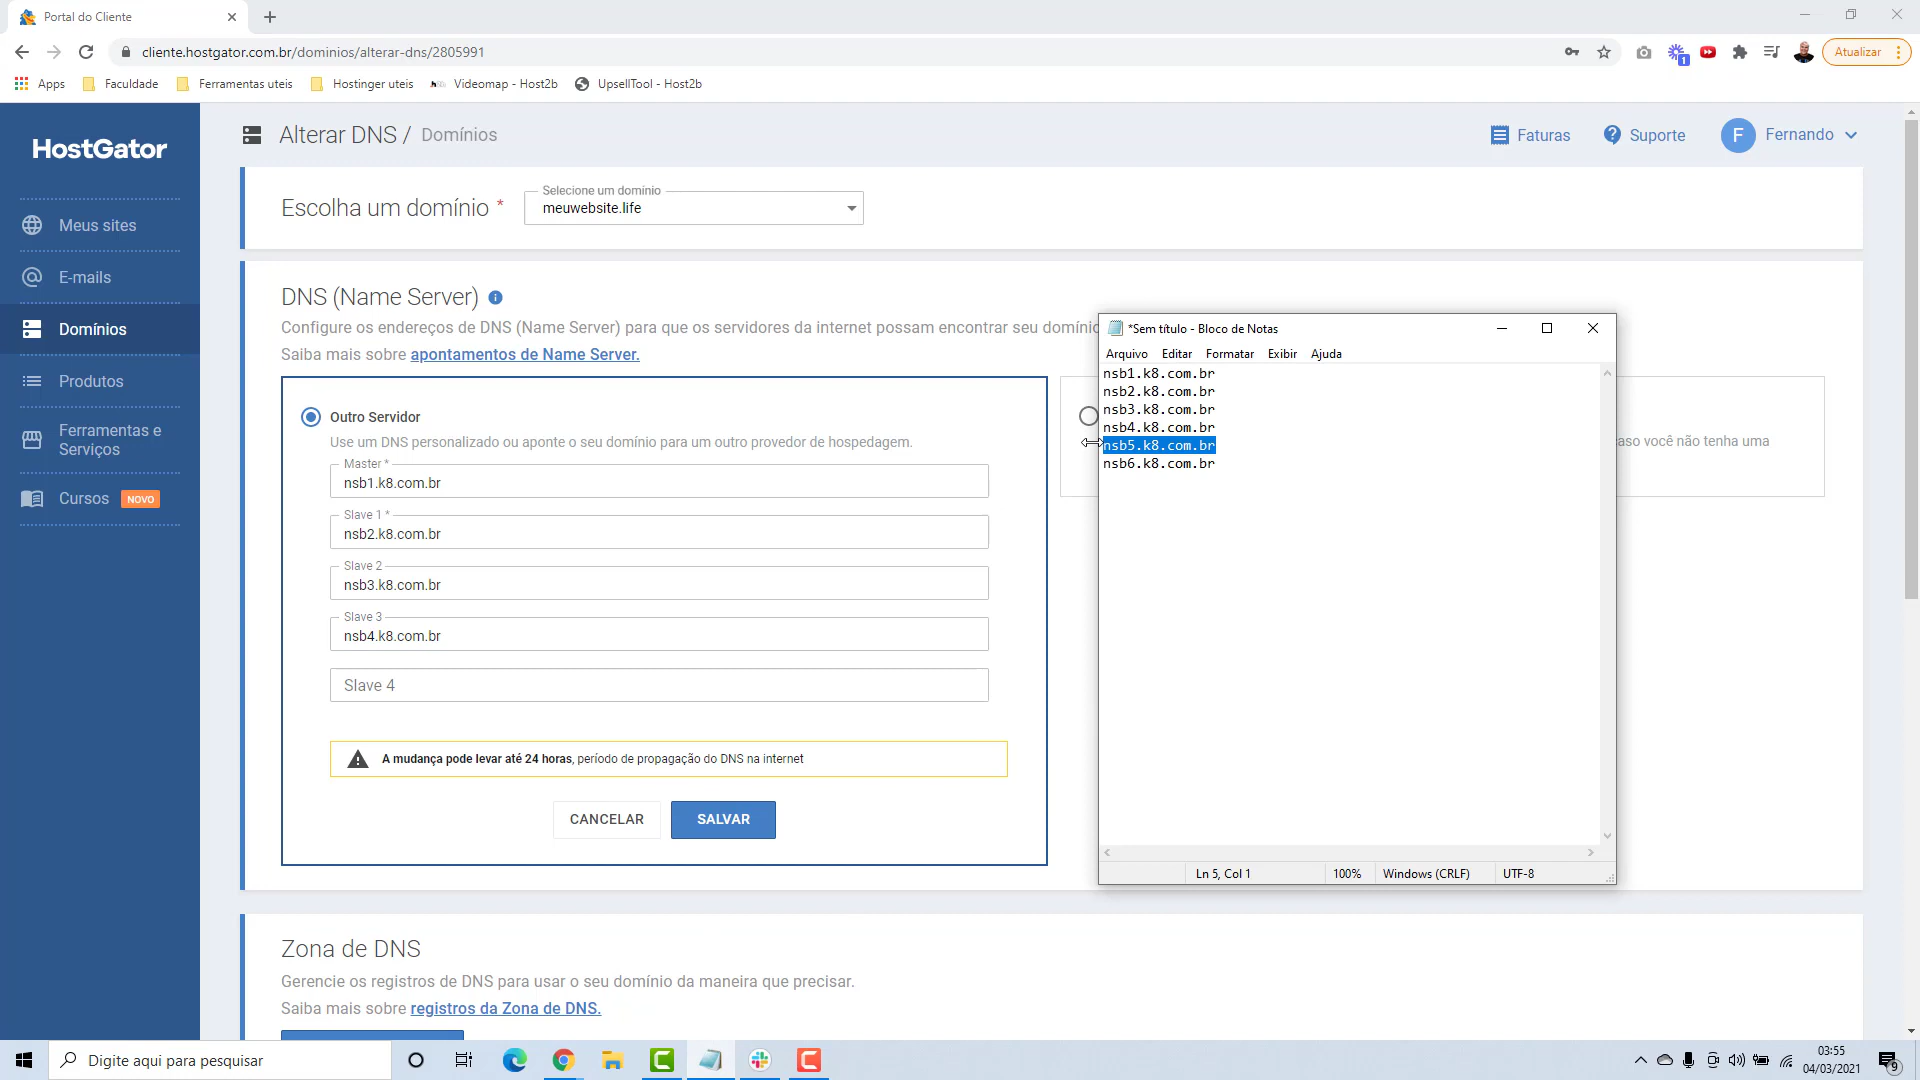 Portal do Cliente
cliente.hostgator.com.br/dominios/alterar-dns/2805991
Atualizar
Apps
Faculdade
Ferramentas uteis
Hostinger uteis
Videomap - Host2b
UpsellTool - Host2b
HostGator
Meus sites
E-mails
Domínios
Produtos
Ferramentas e
Serviços
Cursos NOVO
Alterar DNS / Domínios
Faturas
Suporte
F
Fernando
Escolha um domínio *
Selecione um domínio
meuwebsite.life
DNS (Name Server)
Configure os endereços de DNS (Name Server) para que os servidores da internet possam encontrar seu domínio
Saiba mais sobre apontamentos de Name Server.
Outro Servidor
Use um DNS personalizado ou aponte o seu domínio para um outro provedor de hospedagem.
Master *
nsb1.k8.com.br
Slave 1 *
nsb2.k8.com.br
Slave 2
nsb3.k8.com.br
Slave 3
nsb4.k8.com.br
Slave 4
A mudança pode levar até 24 horas, período de propagação do DNS na internet
CANCELAR
SALVAR
aso você não tenha uma
*Sem título - Bloco de Notas
Arquivo Editar Formatar Exibir Ajuda
nsb1.k8.com.br
nsb2.k8.com.br
nsb3.k8.com.br
nsb4.k8.com.br
nsb5.k8.com.br
nsb6.k8.com.br
Ln 5, Col 1
100%
Windows (CRLF)
UTF-8
Zona de DNS
Gerencie os registros de DNS para usar o seu domínio da maneira que precisar.
Saiba mais sobre registros da Zona de DNS.
Digite aqui para pesquisar
03:55
04/03/2021
9